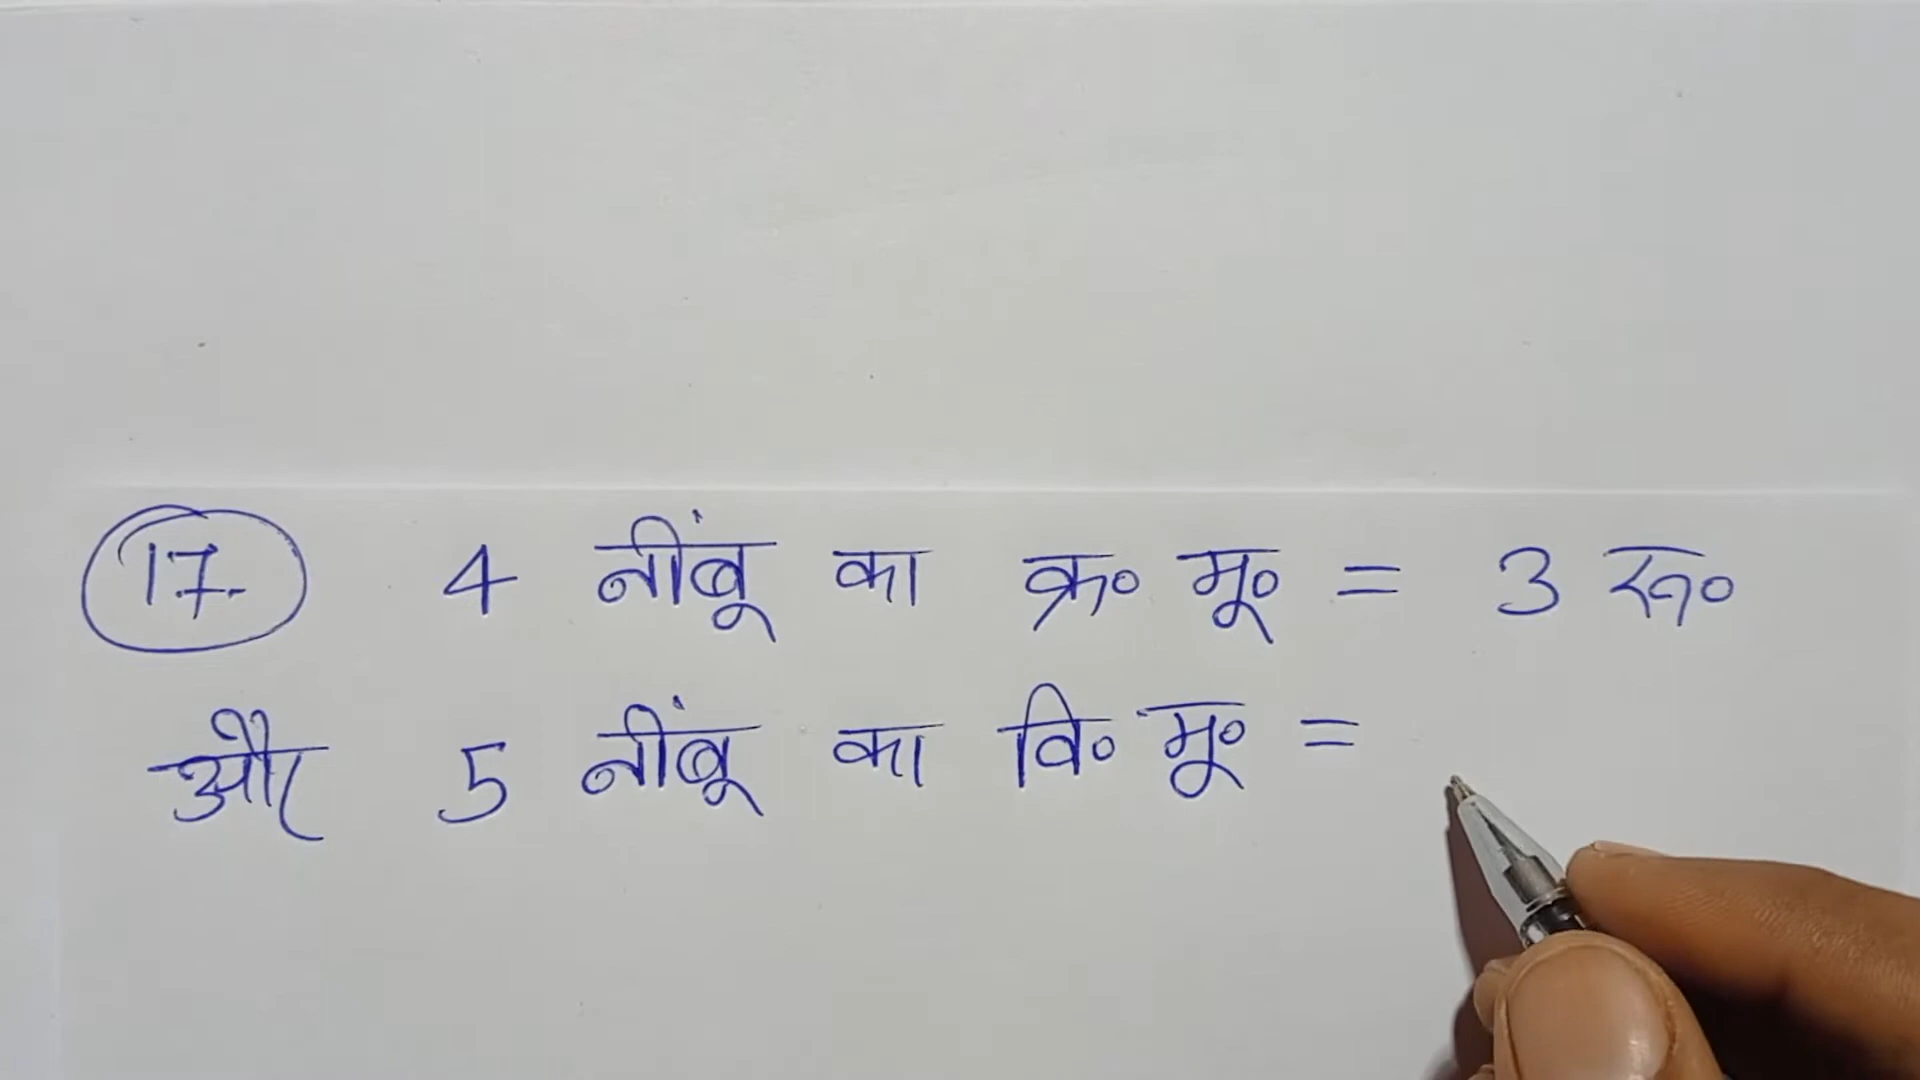 17. 4 नींबू का क्र० मू० = 3 रू०
और 5 नींबू का वि० मू० =